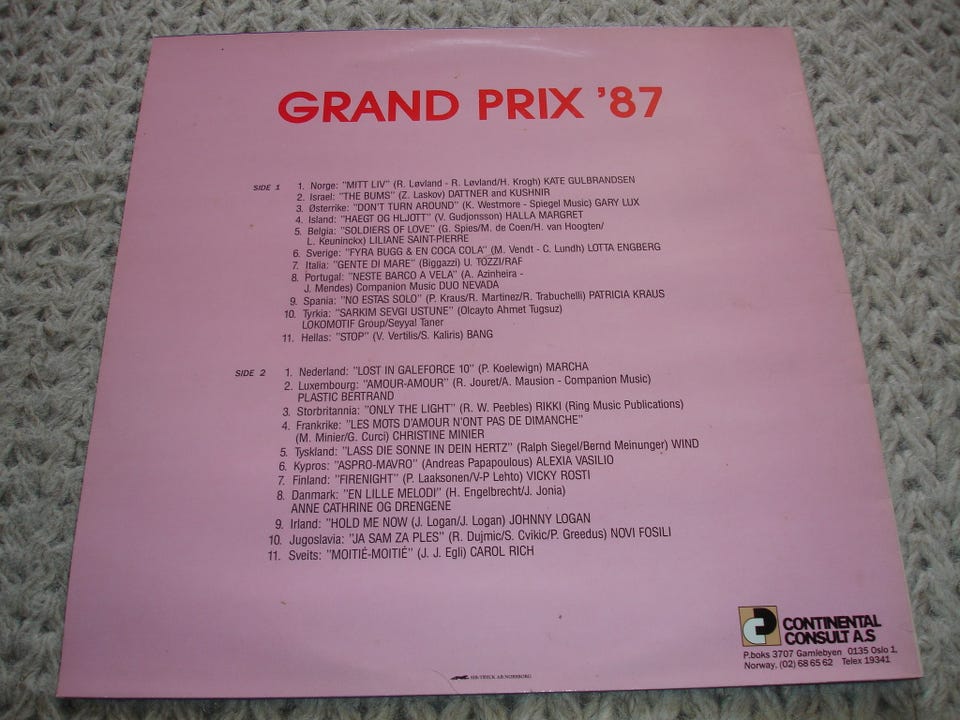 GRAND PRIX '87
SIDE 1 1. Norge: "MITT LIV" (R. Løvland - R. Løvland/H. Krogh) KATE GULBRANDSEN
2. Israel: "THE BUMS" (Z. Laskov) DATTNER and KUSHNIR
3. Østerrike: "DON'T TURN AROUND" (K. Westmore - Spiegel Music) GARY LUX
4. Island: "HAEGT OG HLJOTT" (V. Gudjonsson) HALLA MARGRET
5. Belgia: "SOLDIERS OF LOVE" (G. Spies/M. de Coen/H. van Hoogten/
L. Keuninckx) LILIANE SAINT-PIERRE
6. Sverige: "FYRA BUGG & EN COCA COLA" (M. Vendt - C. Lundh) LOTTA ENGBERG
7. Italia: "GENTE DI MARE" (Biggazzi) U. TOZZI/RAF
8. Portugal: "NESTE BARCO A VELA" (A. Azinheira -
J. Mendes) Companion Music DUO NEVADA
9. Spania: "NO ESTAS SOLO" (P. Kraus/R. Martinez/R. Trabuchelli) PATRICIA KRAUS
10. Tyrkia: "SARKIM SEVGI USTUNE" (Olcayto Ahmet Tugsuz)
LOKOMOTIF Group/Seyyal Taner
11. Hellas: "STOP" (V. Vertilis/S. Kaliris) BANG
SIDE 2 1. Nederland: "LOST IN GALEFORCE 10" (P. Koelewign) MARCHA
2. Luxembourg: "AMOUR-AMOUR" (R. Jouret/A. Mausion - Companion Music)
PLASTIC BERTRAND
3. Storbritannia: "ONLY THE LIGHT" (R. W. Peebles) RIKKI (Ring Music Publications)
4. Frankrike: "LES MOTS D'AMOUR N'ONT PAS DE DIMANCHE"
(M. Minier/G. Curci) CHRISTINE MINIER
5. Tyskland: "LASS DIE SONNE IN DEIN HERTZ" (Ralph Siegel/Bernd Meinunger) WIND
6. Kypros: "ASPRO-MAVRO" (Andreas Papapoulous) ALEXIA VASILIO
7. Finland: "FIRENIGHT" (P. Laaksonen/V-P Lehto) VICKY ROSTI
8. Danmark: "EN LILLE MELODI" (H. Engelbrecht/J. Jonia)
ANNE CATHRINE OG DRENGENE
9. Irland: "HOLD ME NOW (J. Logan/J. Logan) JOHNNY LOGAN
10. Jugoslavia: "JA SAM ZA PLES" (R. Dujmic/S. Cvikic/P. Greedus) NOVI FOSILI
11. Sveits: "MOITIÉ-MOITIÉ" (J. J. Egli) CAROL RICH
CONTINENTAL
CONSULT A.S
P.boks 3707 Gamlebyen 0135 Oslo 1,
Norway, (02) 68 65 62 Telex 19341